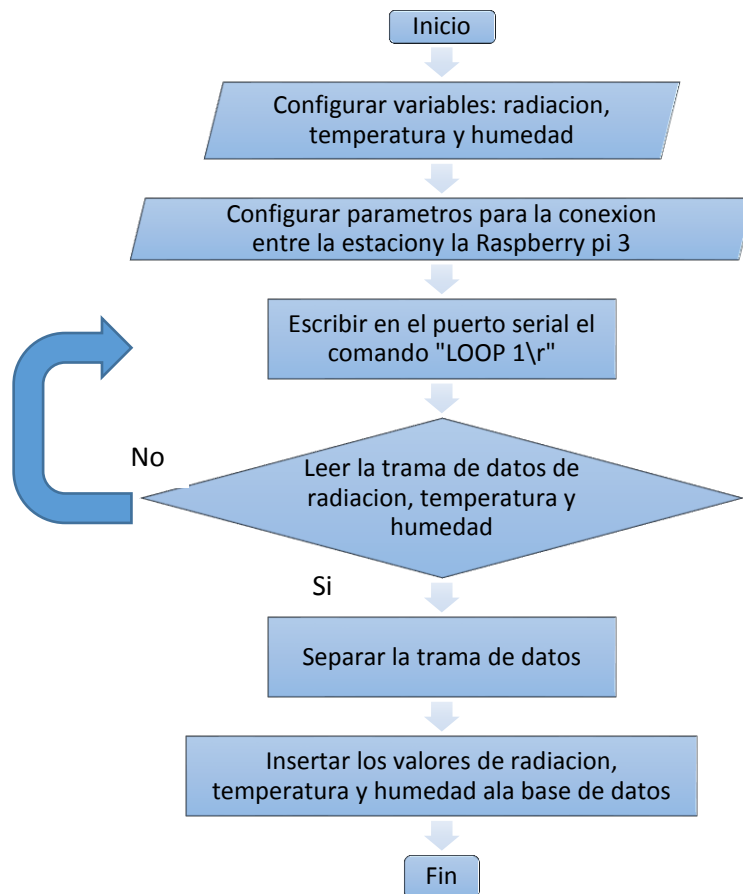 Inicio
Configurar variables: radiacion,
temperatura y humedad
Configurar parametros para la conexion
entre la estaciony la Raspberry pi 3
Escribir en el puerto serial el
comando "LOOP 1\r"
No
Leer la trama de datos de
radiacion, temperatura y
humedad
Si
Separar la trama de datos
Insertar los valores de radiacion,
temperatura y humedad ala base de datos
Fin